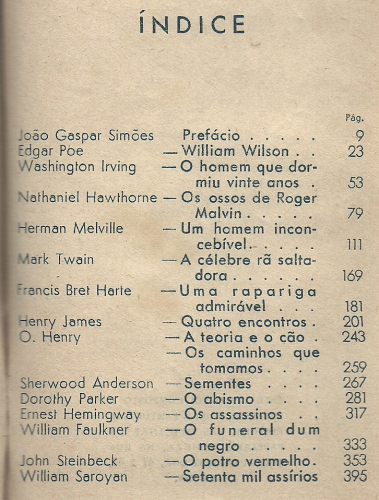 ÍNDICE
Pág.
João Gaspar Simões Prefácio . . . . . 9
Edgar Poe — William Wilson . . 23
Washington Irving — O homem que dor-
miu vinte anos . 53
Nathaniel Hawthorne — Os ossos de Roger
Malvin . . . . . 79
Herman Melville — Um homem incon-
cebível. . . . . 111
Mark Twain — A célebre rã salta-
dora . . . . . . 169
Francis Bret Harte — Uma rapariga
admirável . . . 181
Henry James — Quatro encontros . 201
O. Henry — A teoria e o cão . 243
— Os caminhos que
tomamos. . . . . 259
Sherwood Anderson — Sementes . . . . 267
Dorothy Parker — O abismo . . . . 281
Ernest Hemingway — Os assassinos . . 317
William Faulkner — O funeral dum
negro . . . . . 333
John Steinbeck — O potro vermelho. 353
William Saroyan — Setenta mil assírios 395